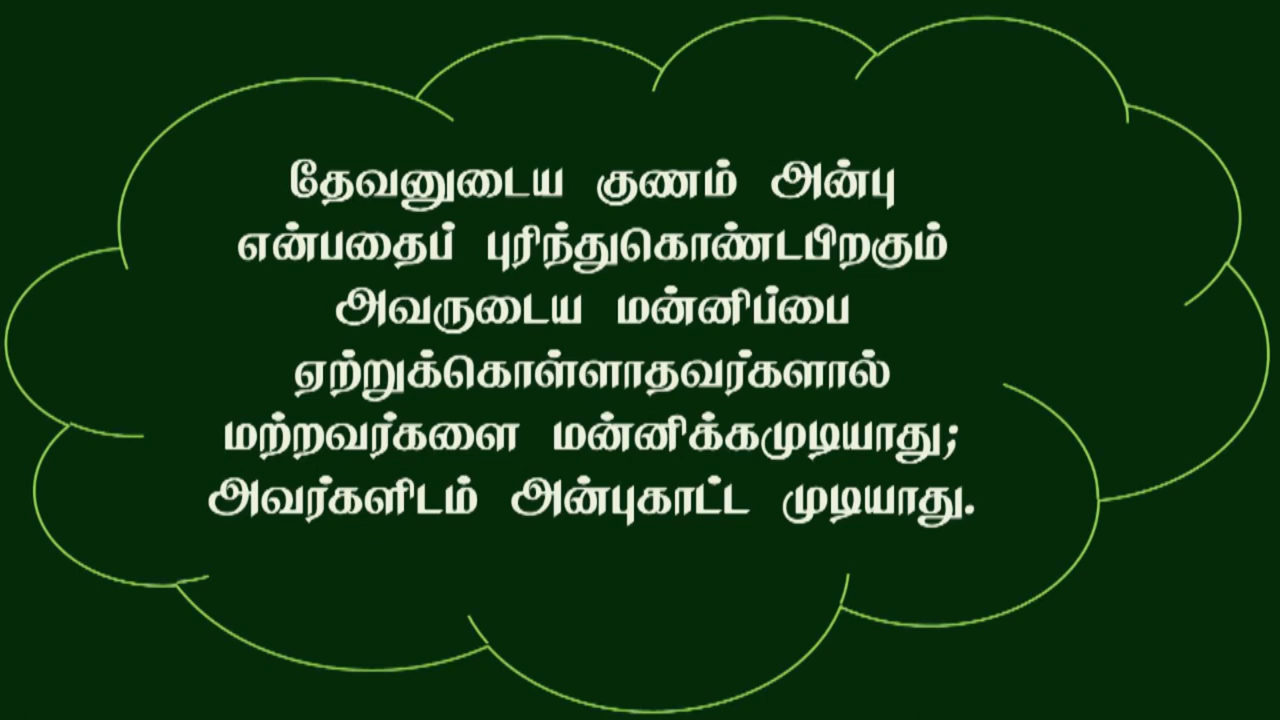 தேவனுடைய குணம் அன்பு
என்பதைப் புரிந்துகொண்டபிறகும்
அவருடைய மன்னிப்பை
ஏற்றுக்கொள்ளாதவர்களால்
மற்றவர்களை மன்னிக்கமுடியாது;
அவர்களிடம் அன்புகாட்ட முடியாது.